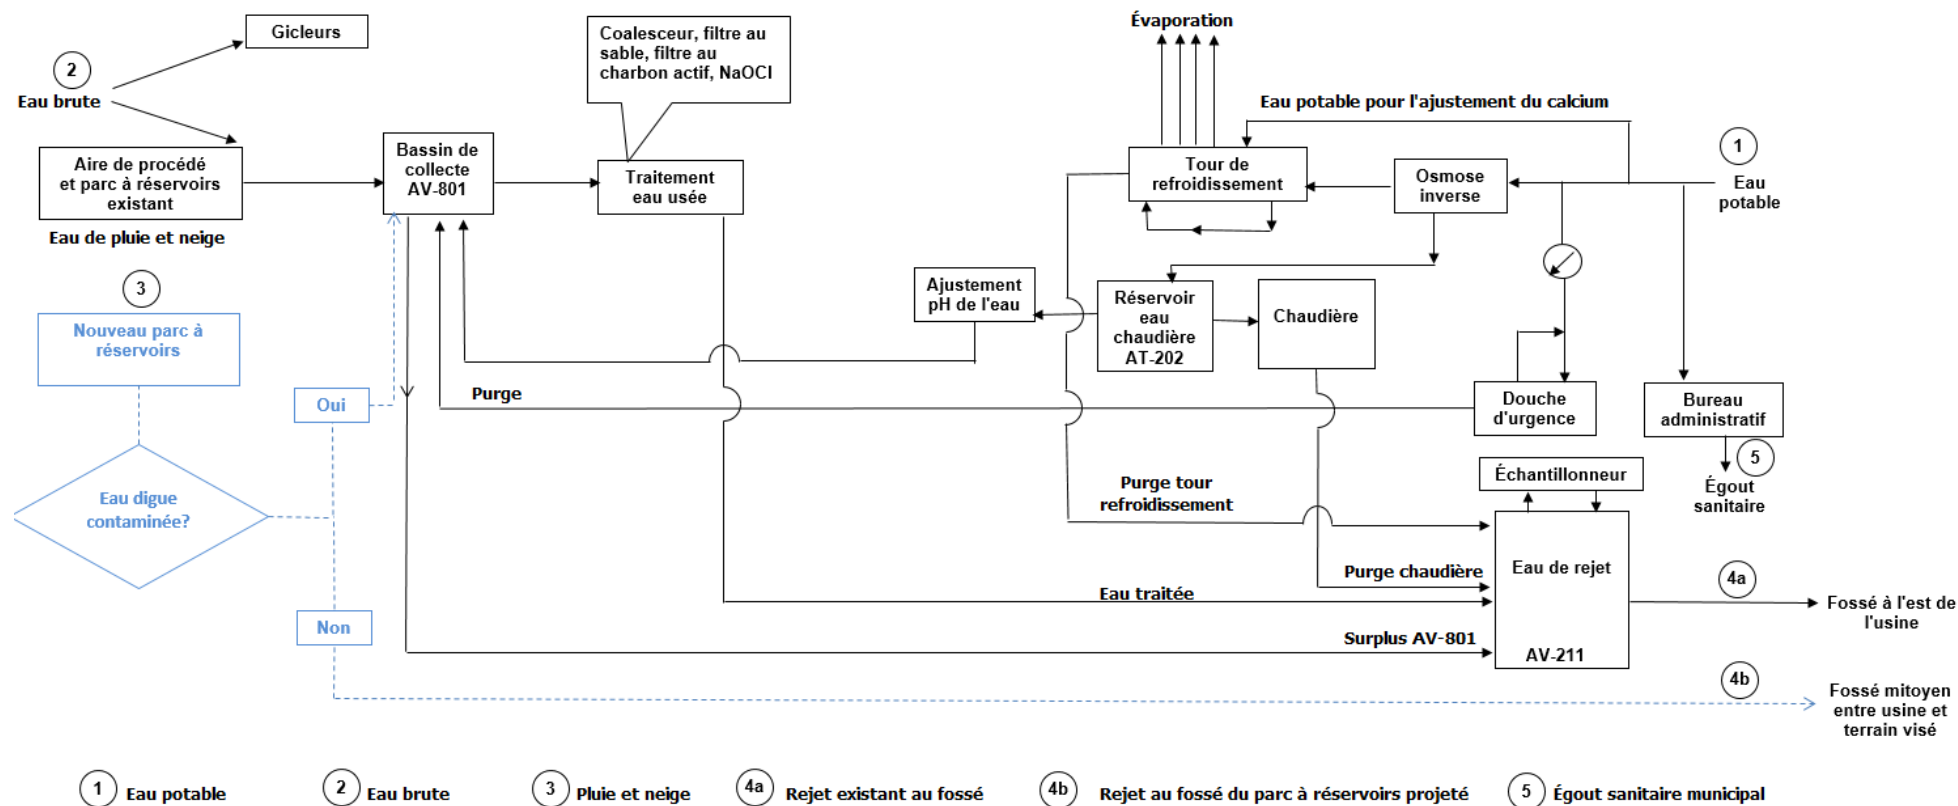 Gicleurs
2
Eau brute
Coalesceur, filtre au
sable, filtre au
charbon actif, NaOCl
Évaporation
Eau potable pour l'ajustement du calcium
1
Eau
potable
Aire de procédé
et parc à réservoirs
existant
Eau de pluie et neige
Bassin de
collecte
AV-801
Traitement
eau usée
Tour de
refroidissement
Osmose
inverse
3
Nouveau parc à
réservoirs
Ajustement
pH de l'eau
Réservoir
eau
chaudière
AT-202
Chaudière
Oui
Purge
Douche
d'urgence
Bureau
administratif
5
Égout
sanitaire
Eau digue
contaminée?
Purge tour
refroidissement
Échantillonneur
Non
Purge chaudière
Eau de rejet
Eau traitée
Surplus AV-801
AV-211
4a
Fossé à l'est de
l'usine
4b
Fossé mitoyen
entre usine et
terrain visé
1 Eau potable
2 Eau brute
3 Pluie et neige
4a Rejet existant au fossé
4b Rejet au fossé du parc à réservoirs projeté
5 Égout sanitaire municipal